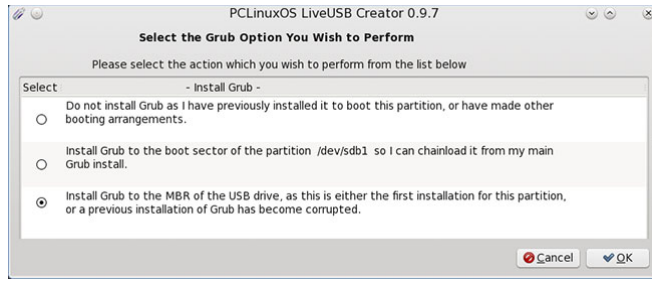 PCLinuxOS LiveUSB Creator 0.9.7
Select the Grub Option You Wish to Perform
Please select the action which you wish to perform from the list below
Select - Install Grub -
Do not install Grub as I have previously installed it to boot this partition, or have made other
booting arrangements.
Install Grub to the boot sector of the partition /dev/sdb1 so I can chainload it from my main
Grub install.
Install Grub to the MBR of the USB drive, as this is either the first installation for this partition,
or a previous installation of Grub has become corrupted.
Cancel OK